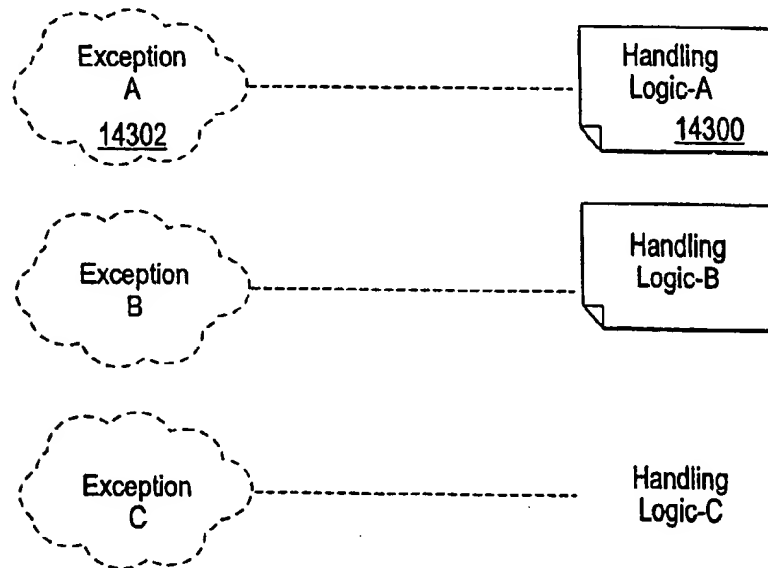 Exception
A
14302
Handling
Logic-A
14300
Exception
B
Handling
Logic-B
Exception
C
Handling
Logic-C